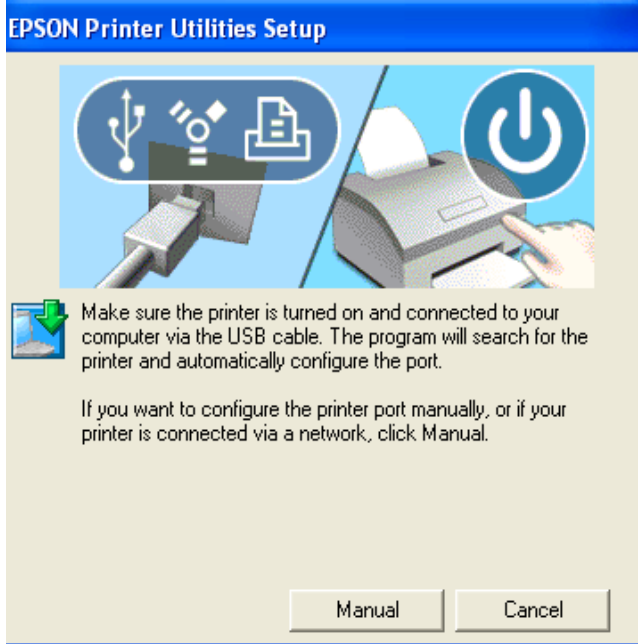 EPSON Printer Utilities Setup
Make sure the printer is turned on and connected to your
computer via the USB cable. The program will search for the
printer and automatically configure the port.
If you want to configure the printer port manually, or if your
printer is connected via a network, click Manual.
Manual
Cancel